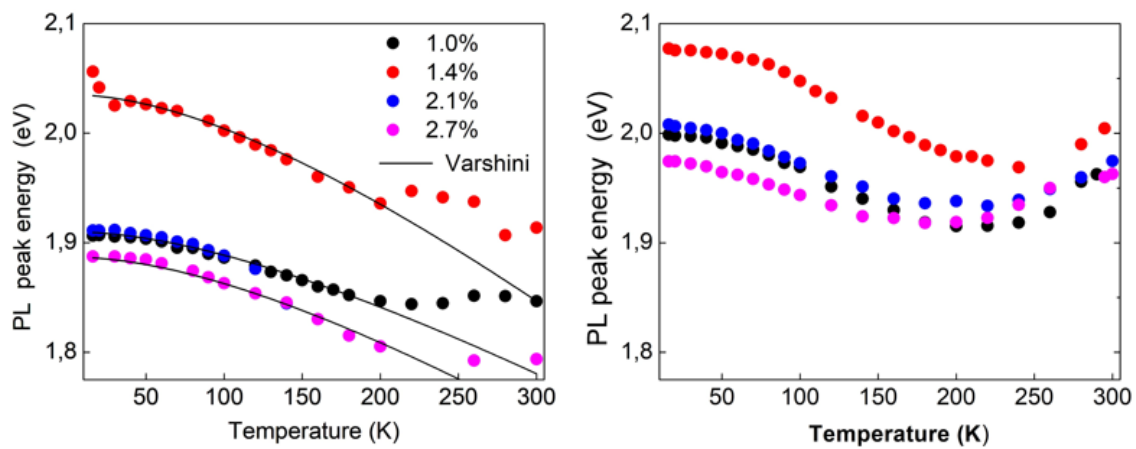 2,1
2,0
1,9
1,8
PL peak energy (eV)
1.0%
1.4%
2.1%
2.7%
Varshini
50 100 150 200 250 300
Temperature (K)
2,1
2,0
1,9
1,8
PL peak energy (eV)
50 100 150 200 250 300
Temperature (K)